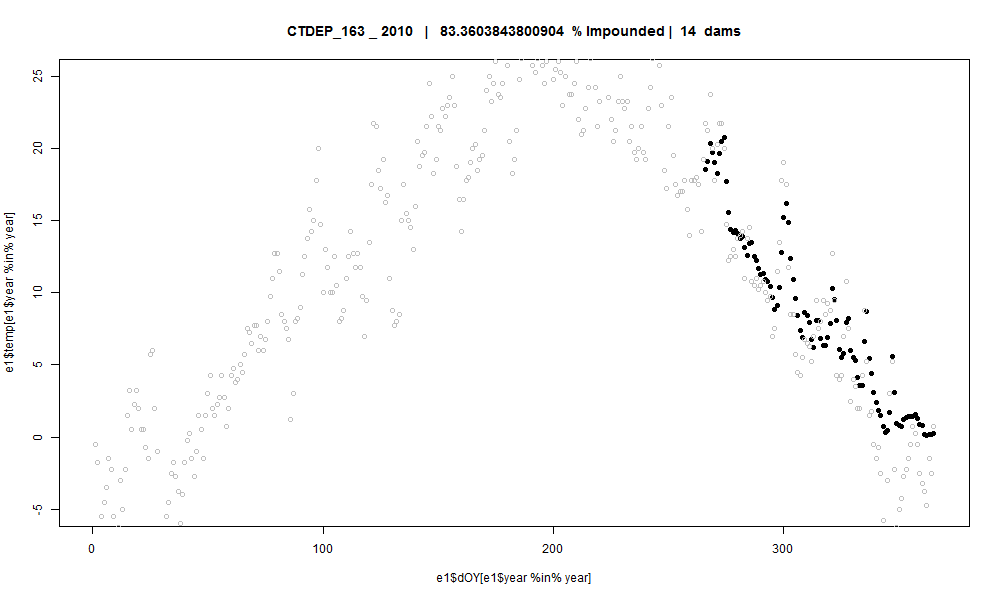 CTDEP_163 _ 2010 | 83.3603843800904 % Impounded | 14 dams
25
20
15
10
5
0
-5
e1$temp[e1$year %in% year]
0 100 200 300
e1$dOY[e1$year %in% year]